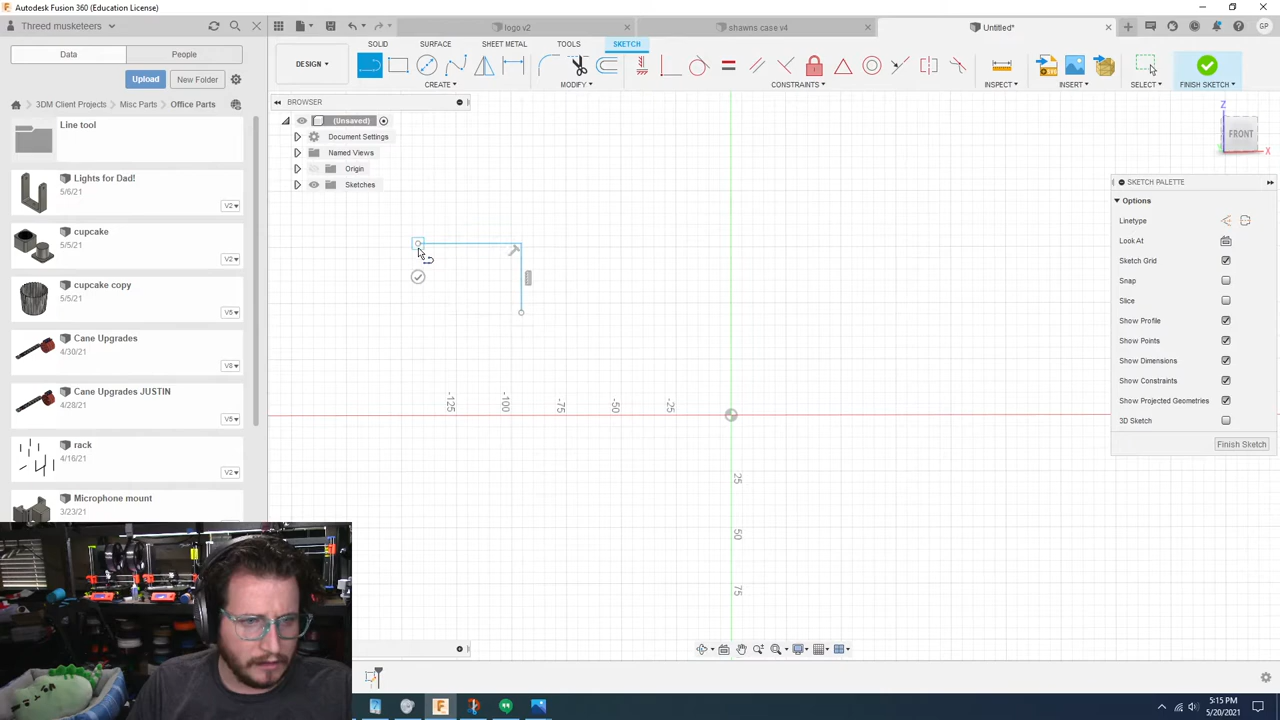 Autodesk Fusion 360 (Education License)
Threed musketeers
logo v2
shawns case v4
Untitled*
GP
Data
People
SOLID
SURFACE
SHEET METAL
TOOLS
SKETCH
Upload
New Folder
DESIGN
CREATE
MODIFY
CONSTRAINTS
INSPECT
INSERT
SELECT
FINISH SKETCH
3DM Client Projects
Misc Parts
Office Parts
BROWSER
Line tool
(Unsaved)
Document Settings
Named Views
Origin
Sketches
Z
FRONT
X
Lights for Dad!
5/6/21
V2
cupcake
5/5/21
V2
cupcake copy
5/5/21
V5
Cane Upgrades
4/30/21
V6
Cane Upgrades JUSTIN
4/28/21
V5
rack
4/16/21
V2
Microphone mount
3/23/21
SKETCH PALETTE
Options
Linetype
Look At
Sketch Grid
Snap
Slice
Show Profile
Show Points
Show Dimensions
Show Constraints
Show Projected Geometries
3D Sketch
Finish Sketch
-125
-100
-75
-50
-25
25
50
75
5:15 PM
5/20/2021